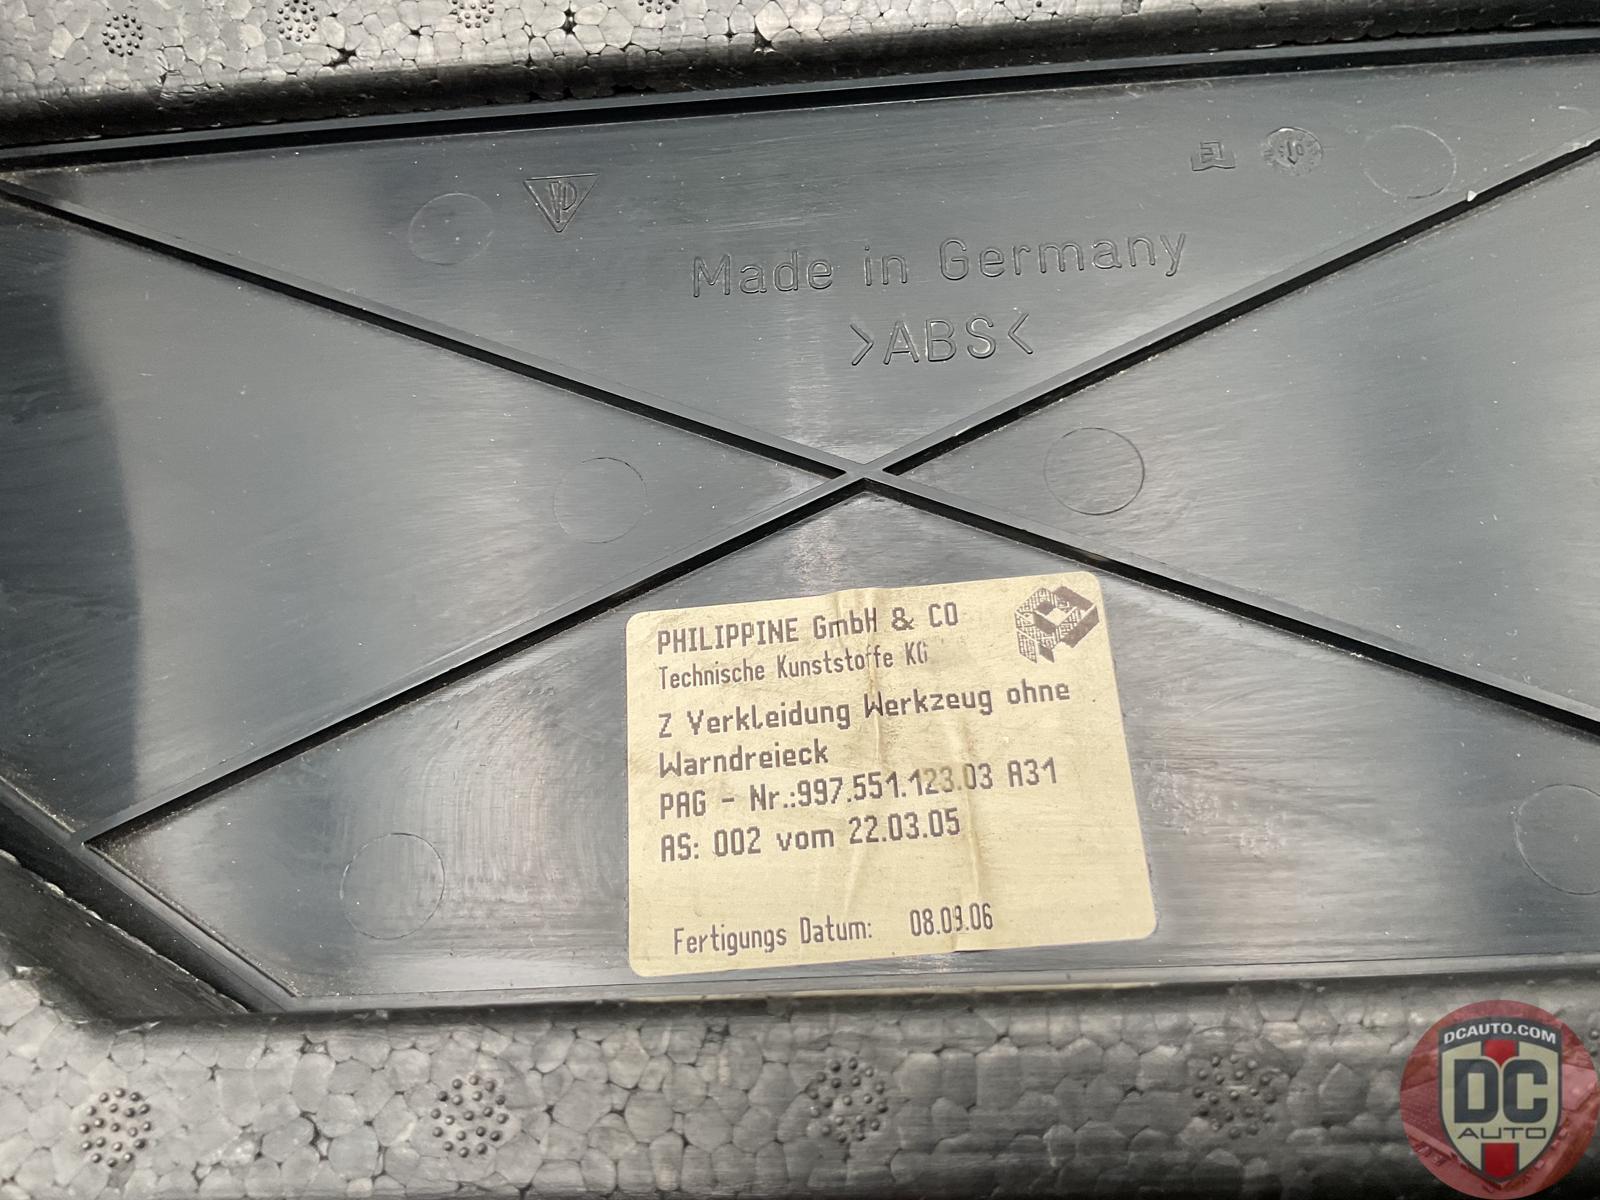 VP
Made in Germany
>ABS<
PHILIPPINE GmbH & CO
Technische Kunststoffe KG
Z Verkleidung Werkzeug ohne
Warndreieck
PAG - Nr.:997.551.123.03 A31
AS: 002 vom 22.03.05
Fertigungs Datum: 08.09.06
DCAUTO.COM
DC
AUTO